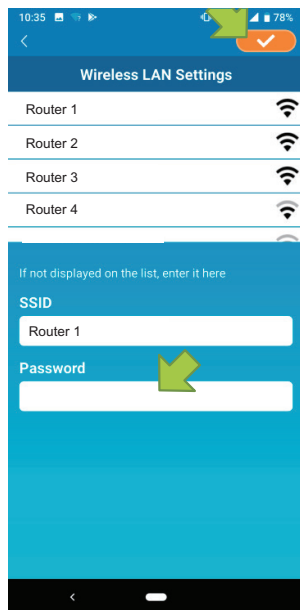 10:35 78%
Wireless LAN Settings
Router 1
Router 2
Router 3
Router 4
If not displayed on the list, enter it here
SSID
Router 1
Password